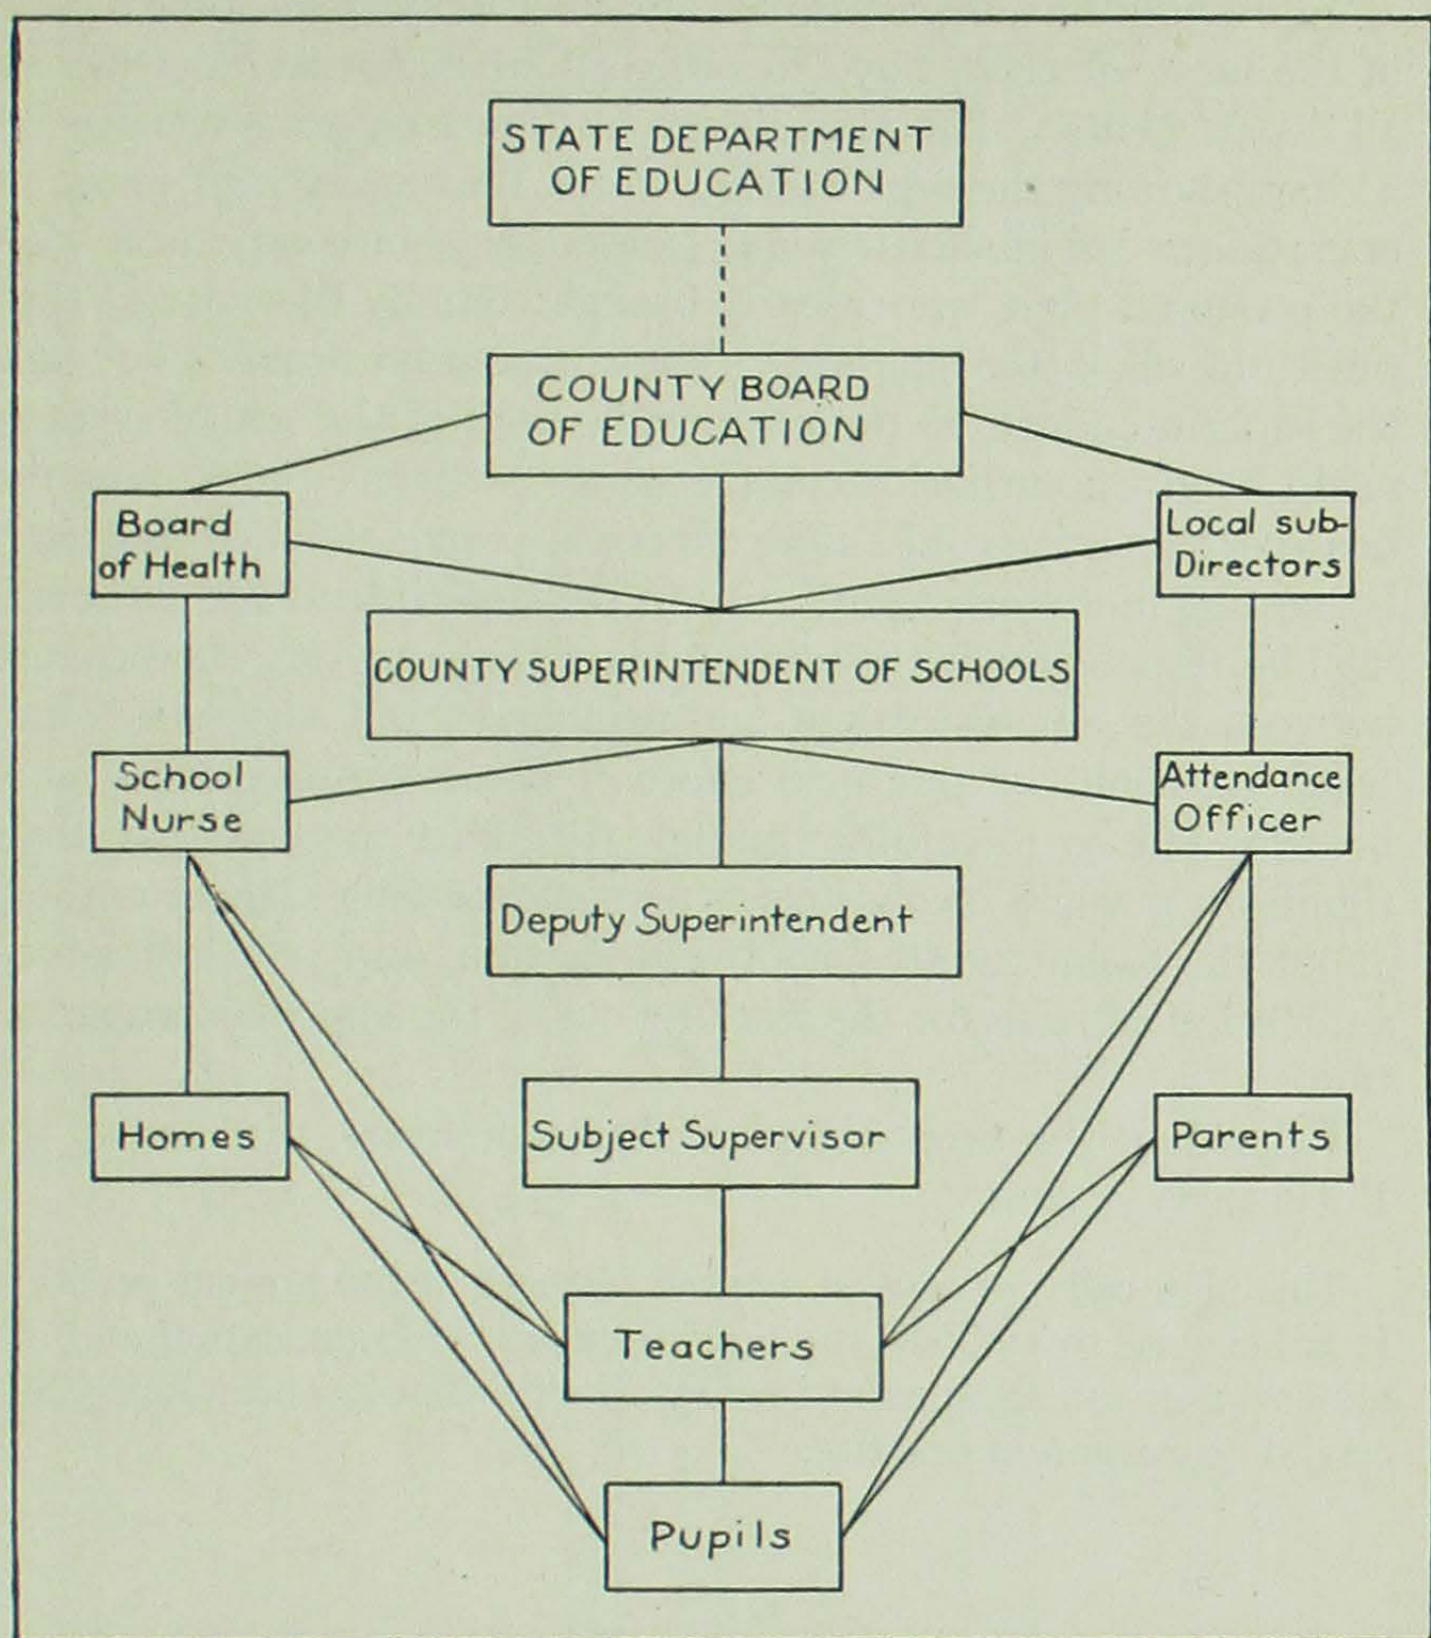 STATE DEPARTMENT
OF EDUCATION
COUNTY BOARD
OF EDUCATION
Board
of Health
Local sub-
Directors
COUNTY SUPERINTENDENT OF SCHOOLS
School
Nurse
Attendance
Officer
Deputy Superintendent
Homes
Subject Supervisor
Parents
Teachers
Pupils